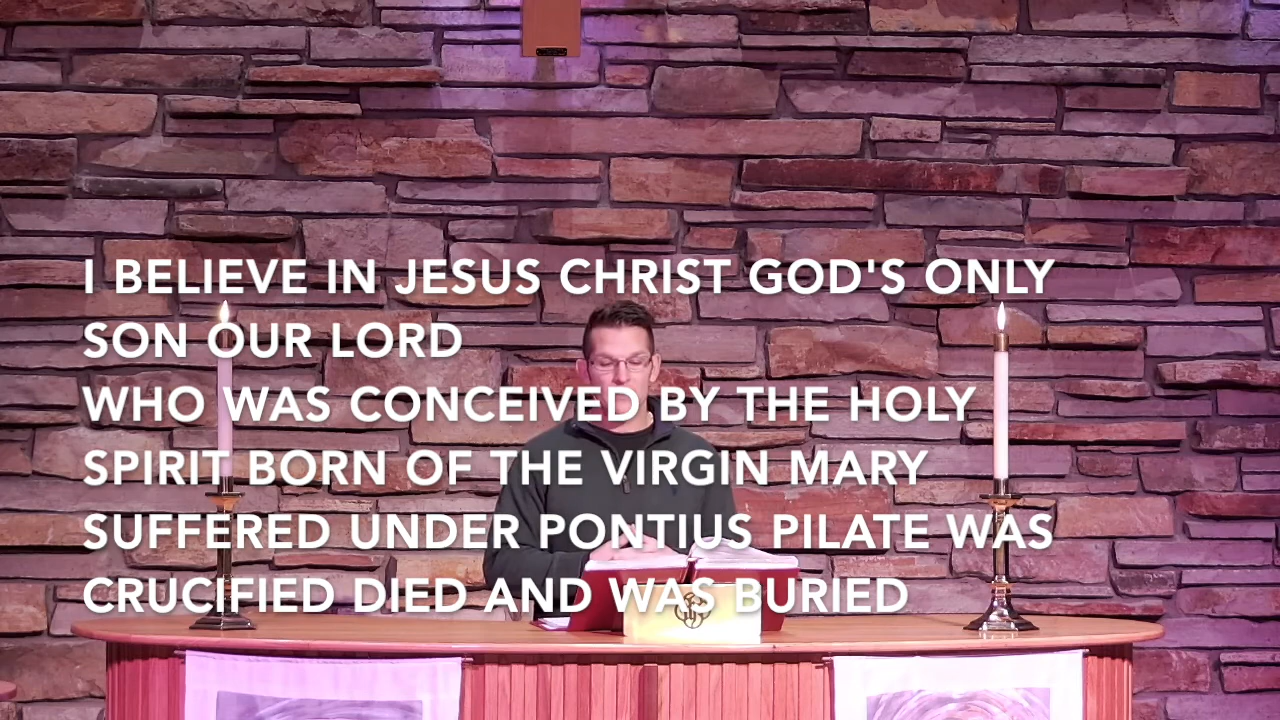 I BELIEVE IN JESUS CHRIST GOD'S ONLY
SON OUR LORD
WHO WAS CONCEIVED BY THE HOLY
SPIRIT BORN OF THE VIRGIN MARY
SUFFERED UNDER PONTIUS PILATE WAS
CRUCIFIED DIED AND WAS BURIED